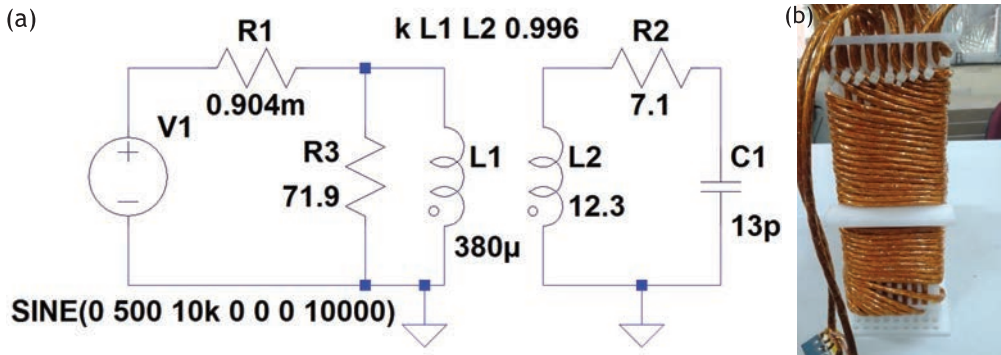 (a)
k L1 L2 0.996
(b)
R1
0.904m
R2
7.1
V1
R3
71.9
L1
380µ
L2
12.3
C1
13p
SINE(0 500 10k 0 0 0 10000)